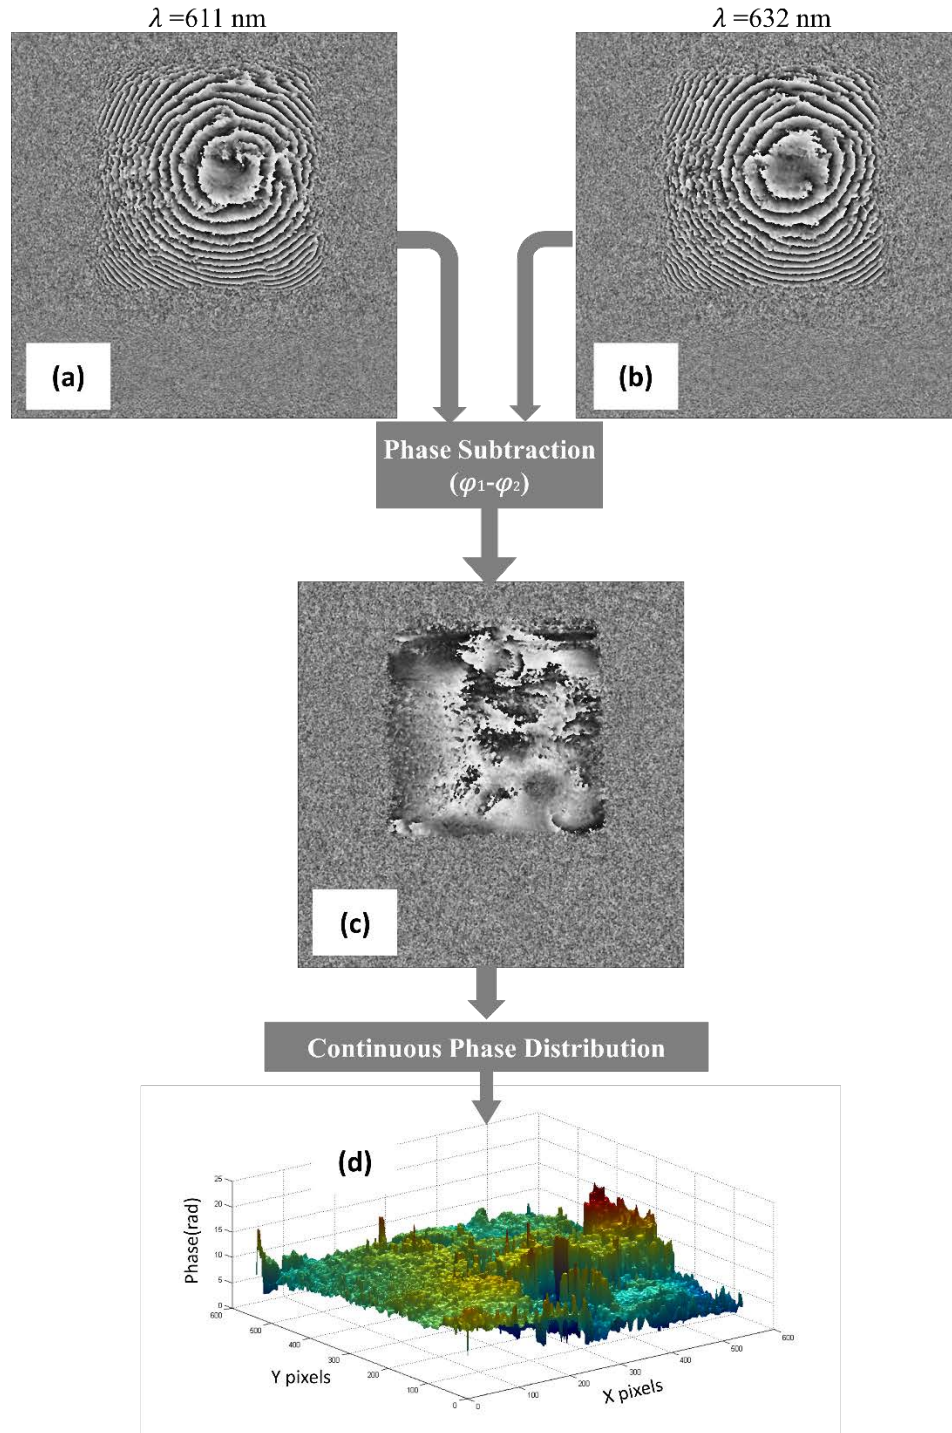 λ =611 nm
λ =632 nm
(a)
(b)
Phase Subtraction
(φ₁-φ₂)
(c)
Continuous Phase Distribution
(d)
Phase(rad)
25
20
15
10
5
0
600
500
400
300
200
100
0
Y pixels
0
100
200
300
400
500
600
X pixels